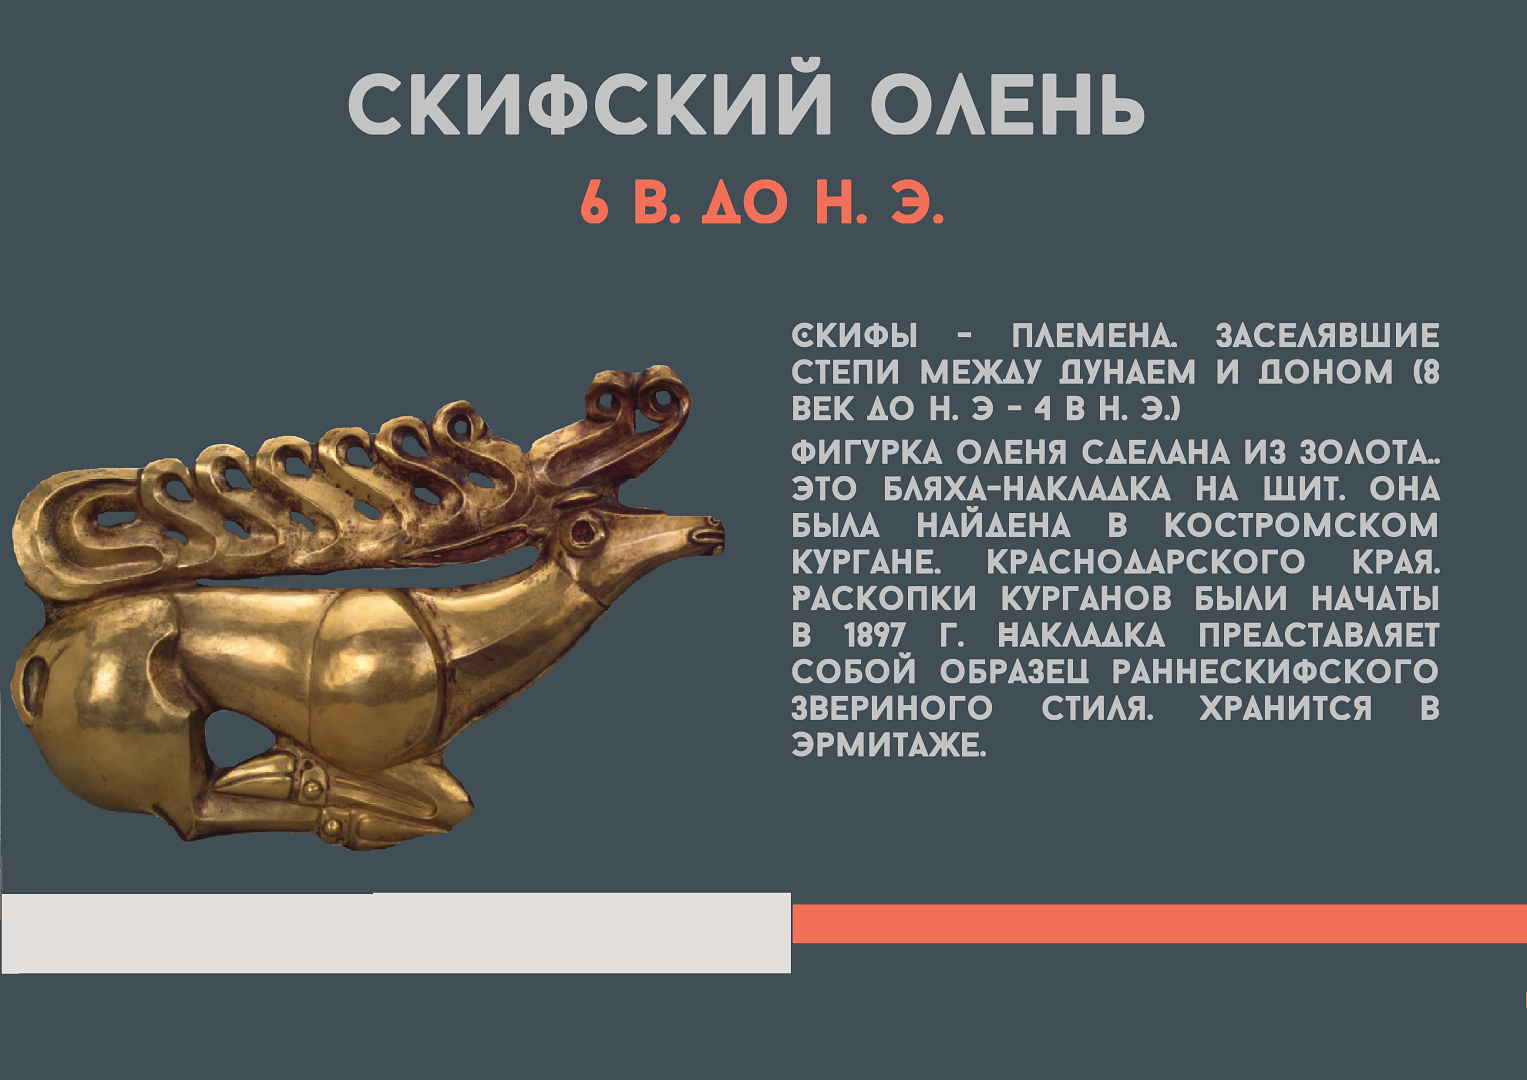 СКИФСКИЙ ОЛЕНЬ
6 В. ДО Н. Э.
СКИФЫ - ПЛЕМЕНА. ЗАСЕЛЯВШИЕ
СТЕПИ МЕЖДУ ДУНАЕМ И ДОНОМ (8
ВЕК ДО Н. Э - 4 В Н. Э.)
ФИГУРКА ОЛЕНЯ СДЕЛАНА ИЗ ЗОЛОТА..
ЭТО БЛЯХА-НАКЛАДКА НА ЩИТ. ОНА
БЫЛА НАЙДЕНА В КОСТРОМСКОМ
КУРГАНЕ. КРАСНОДАРСКОГО КРАЯ.
РАСКОПКИ КУРГАНОВ БЫЛИ НАЧАТЫ
В 1897 Г. НАКЛАДКА ПРЕДСТАВЛЯЕТ
СОБОЙ ОБРАЗЕЦ РАННЕСКИФСКОГО
ЗВЕРИНОГО СТИЛЯ. ХРАНИТСЯ В
ЭРМИТАЖЕ.